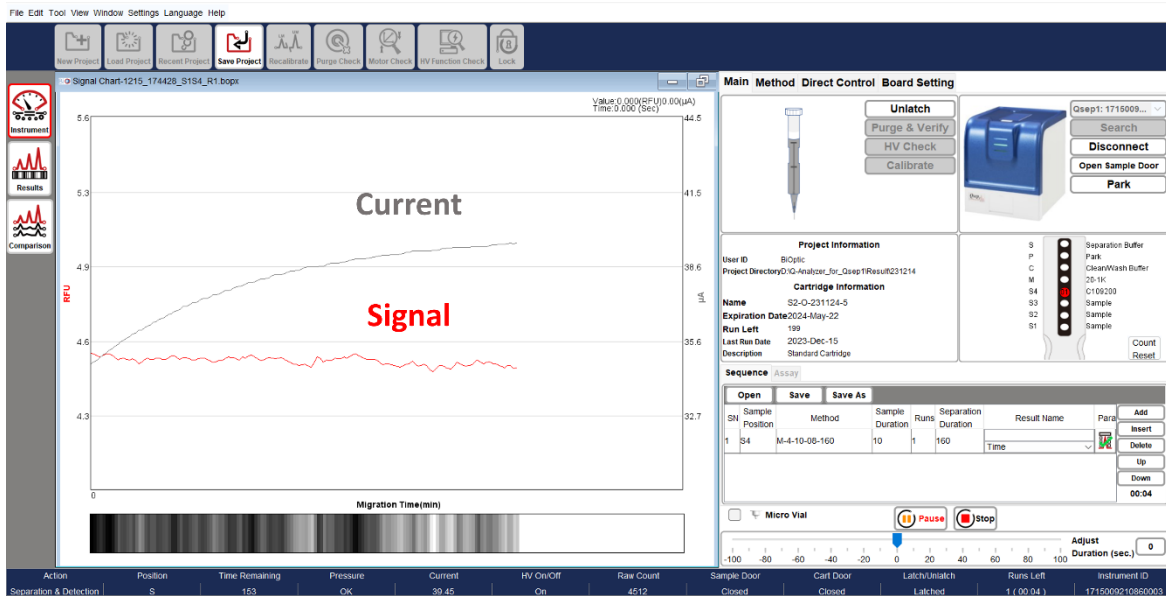 File Edit Tool View Window Settings Language Help
New Project Load Project Recent Project Save Project Recalibrate Purge Check Motor Check HV Function Check Lock
Signal Chart-1215_174428_S1S4_R1.bopx
Instrument
Results
Comparison
Value:0.000(RFU)0.00(µA)
Time:0.000 (Sec)
5.6
44.5
5.3
41.5
Current
4.9
38.6
RFU
µA
Signal
4.6
35.6
4.3
32.7
0
Migration Time(min)
Main Method Direct Control Board Setting
Unlatch
Purge & Verify
HV Check
Calibrate
Qsep1: 1715009...
Search
Disconnect
Open Sample Door
Park
Project Information
User ID BiOptic
Project Directory D:\Q-Analyzer_for_Qsep1\Result\231214
Cartridge Information
Name S2-O-231124-5
Expiration Date 2024-May-22
Run Left 199
Last Run Date 2023-Dec-15
Description Standard Cartridge
S Separation Buffer
P Park
C Clean/Wash Buffer
M 20-1K
S4 C109200
S3 Sample
S2 Sample
S1 Sample
Count
Reset
Sequence Assay
Open Save Save As
SN Sample Position Method Sample Duration Runs Separation Duration Result Name Para
1 S4 M-4-10-08-160 10 1 160 Time
Add
Insert
Delete
Up
Down
00:04
Micro Vial
Pause Stop
-100 -80 -60 -40 -20 0 20 40 60 80 100
Adjust
Duration (sec.) 0
Action Position Time Remaining Pressure Current HV On/Off Raw Count Sample Door Cart Door Latch/Unlatch Runs Left Instrument ID
Separation & Detection S 153 OK 39.45 On 4512 Closed Closed Latched 1 ( 00:04 ) 1715009210860003